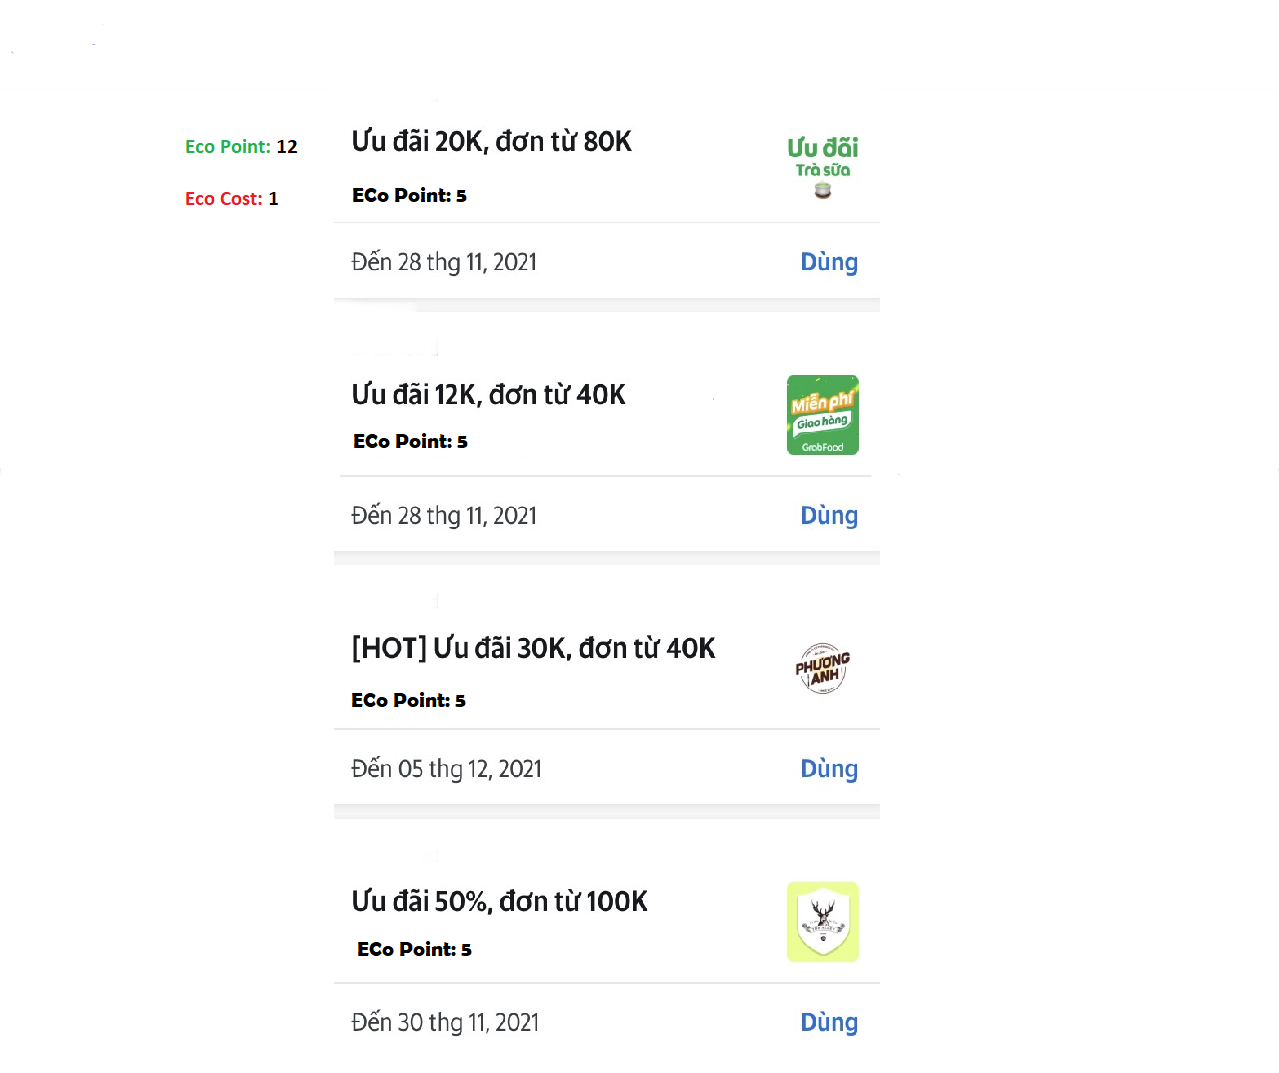 Eco Point: 12
Eco Cost: 1
Ưu đãi 20K, đơn từ 80K
ECo Point: 5
Ưu đãi
Trà sữa
Đến 28 thg 11, 2021
Dùng
Ưu đãi 12K, đơn từ 40K
ECo Point: 5
Miễn phí
Giao hàng
GrabFood
Đến 28 thg 11, 2021
Dùng
[HOT] Ưu đãi 30K, đơn từ 40K
ECo Point: 5
PHƯỢNG
ANH
Đến 05 thg 12, 2021
Dùng
Ưu đãi 50%, đơn từ 100K
ECo Point: 5
Đến 30 thg 11, 2021
Dùng